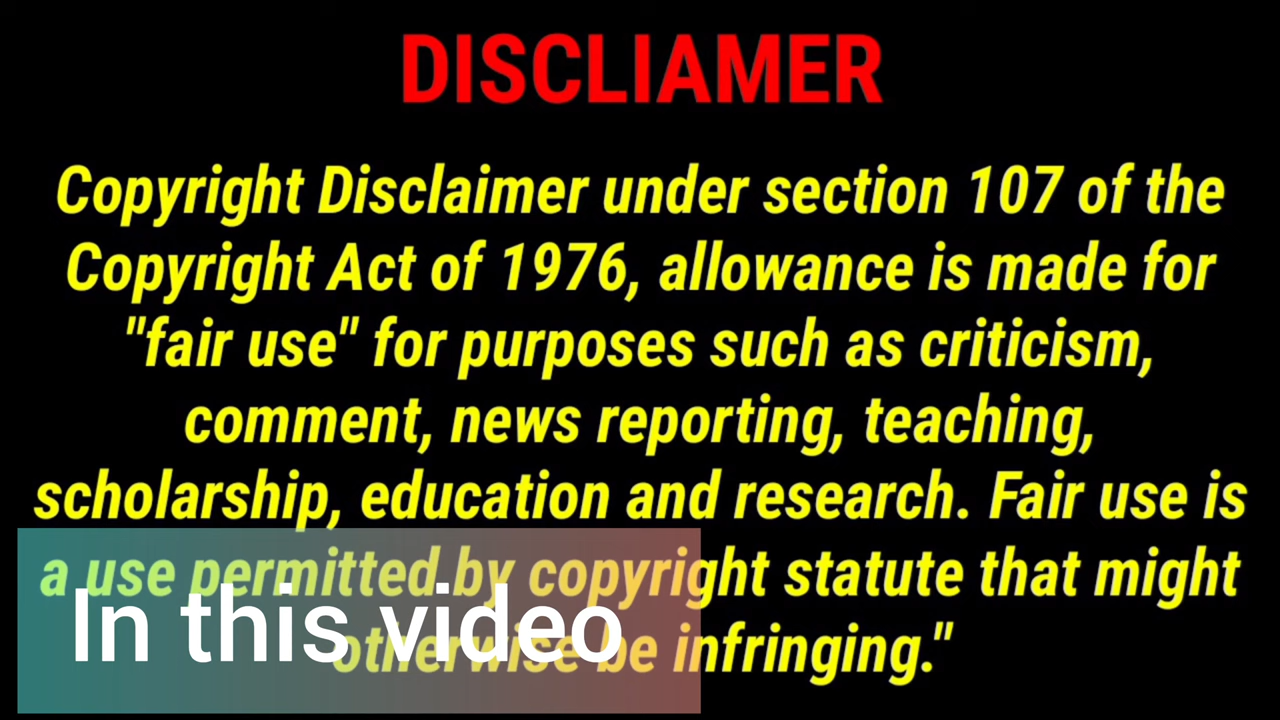 DISCLIAMER
Copyright Disclaimer under section 107 of the
Copyright Act of 1976, allowance is made for
"fair use" for purposes such as criticism,
comment, news reporting, teaching,
scholarship, education and research. Fair use is
a use permitted by copyright statute that might
otherwise be infringing."
In this video